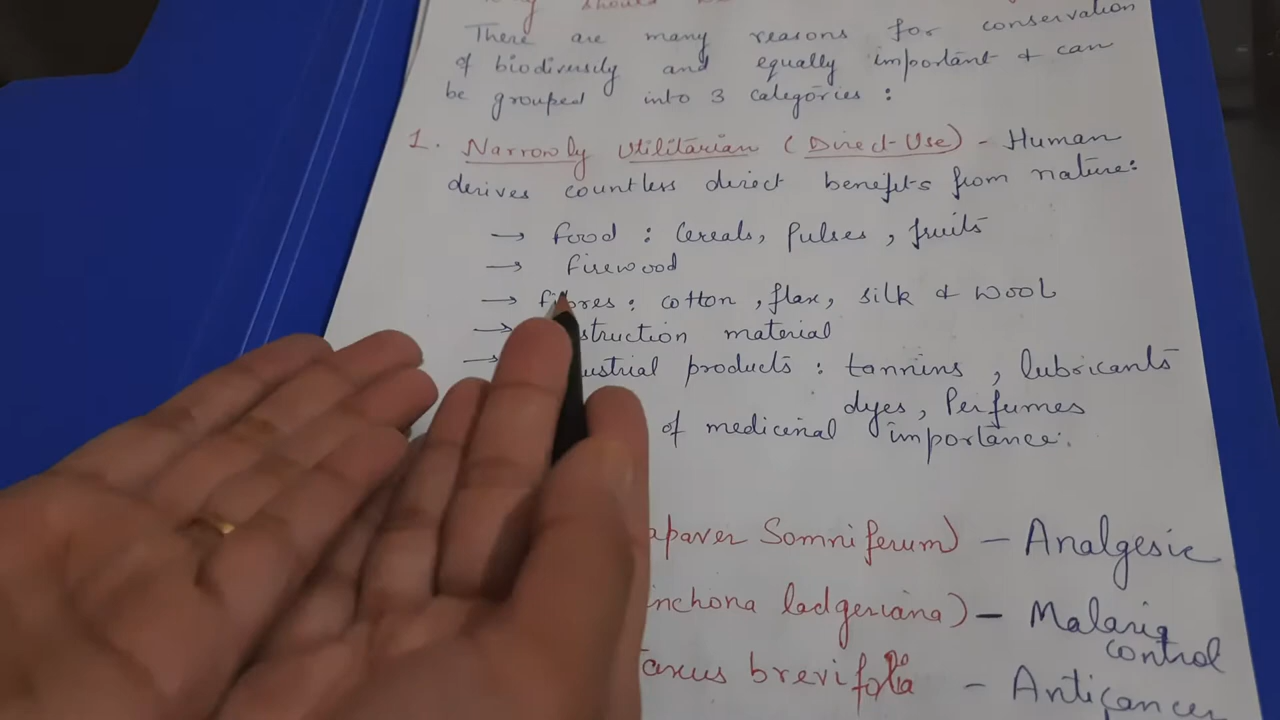 should
There are many reasons for conservation
of biodiversity and equally important & can
be grouped into 3 categories :
1. Narrowly Utilitarian (Direct-Use) - Human
derives countless direct benefits from nature:
→ food : Cereals, Pulses, fruits
→ firewood
→ fibres : cotton, flax, silk & wool
→ struction material
→ ustrial products : tannins, lubricants
dyes, Perfumes
of medicenal importance.
apaver Somniferum) - Analgesic
inchona ledgeriana) - Malaria
control
taxus brevifolia - Anticancer